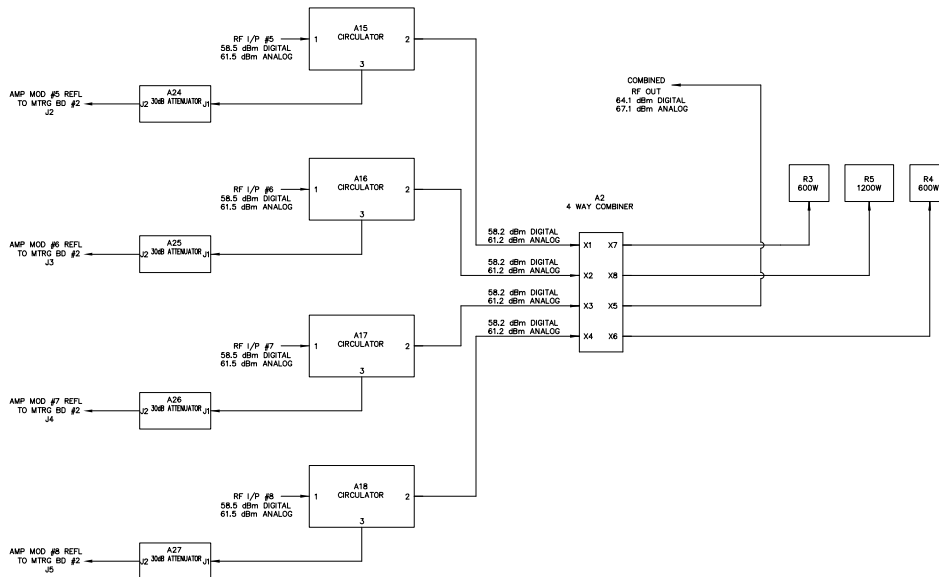 A15
CIRCULATOR
1
2
3
RF I/P #5
58.5 dBm DIGITAL
61.5 dBm ANALOG
AMP MOD #5 REFL
TO MTRG BD #2
J2
A24
J2 30dB ATTENUATOR J1
COMBINED
RF OUT
64.1 dBm DIGITAL
67.1 dBm ANALOG
R3
600W
R5
1200W
R4
600W
A16
CIRCULATOR
1
2
3
RF I/P #6
58.5 dBm DIGITAL
61.5 dBm ANALOG
AMP MOD #6 REFL
TO MTRG BD #2
J3
A25
J2 30dB ATTENUATOR J1
A2
4 WAY COMBINER
58.2 dBm DIGITAL
61.2 dBm ANALOG
X1 X7
58.2 dBm DIGITAL
61.2 dBm ANALOG
X2 X8
58.2 dBm DIGITAL
61.2 dBm ANALOG
X3 X5
58.2 dBm DIGITAL
61.2 dBm ANALOG
X4 X6
A17
CIRCULATOR
1
2
3
RF I/P #7
58.5 dBm DIGITAL
61.5 dBm ANALOG
AMP MOD #7 REFL
TO MTRG BD #2
J4
A26
J2 30dB ATTENUATOR J1
A18
CIRCULATOR
1
2
3
RF I/P #8
58.5 dBm DIGITAL
61.5 dBm ANALOG
AMP MOD #8 REFL
TO MTRG BD #2
J5
A27
J2 30dB ATTENUATOR J1